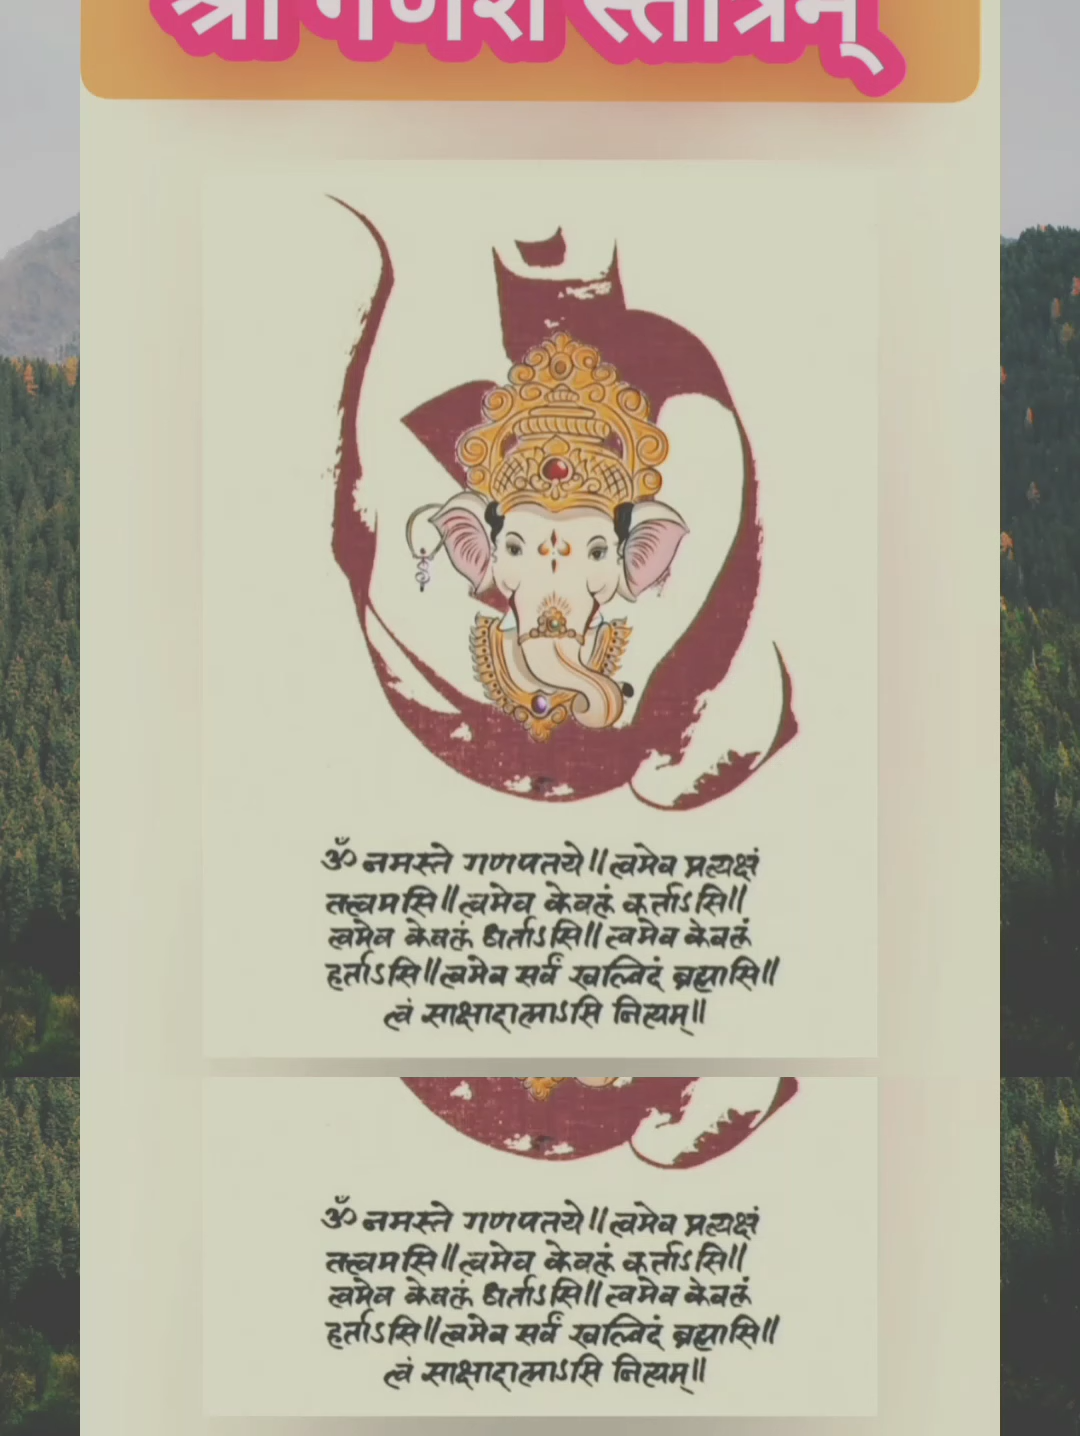 श्री गणेश स्तोत्रम्
ॐ नमस्ते गणपतये॥ त्वमेव प्रत्यक्षं
तत्त्वमसि॥ त्वमेव केवलं कर्ताऽसि॥
त्वमेव केवलं धर्ताऽसि॥ त्वमेव केवलं
हर्ताऽसि॥ त्वमेव सर्वं खल्विदं ब्रह्मासि॥
त्वं साक्षादात्माऽसि नित्यम्॥
ॐ नमस्ते गणपतये॥ त्वमेव प्रत्यक्षं
तत्त्वमसि॥ त्वमेव केवलं कर्ताऽसि॥
त्वमेव केवलं धर्ताऽसि॥ त्वमेव केवलं
हर्ताऽसि॥ त्वमेव सर्वं खल्विदं ब्रह्मासि॥
त्वं साक्षादात्माऽसि नित्यम्॥